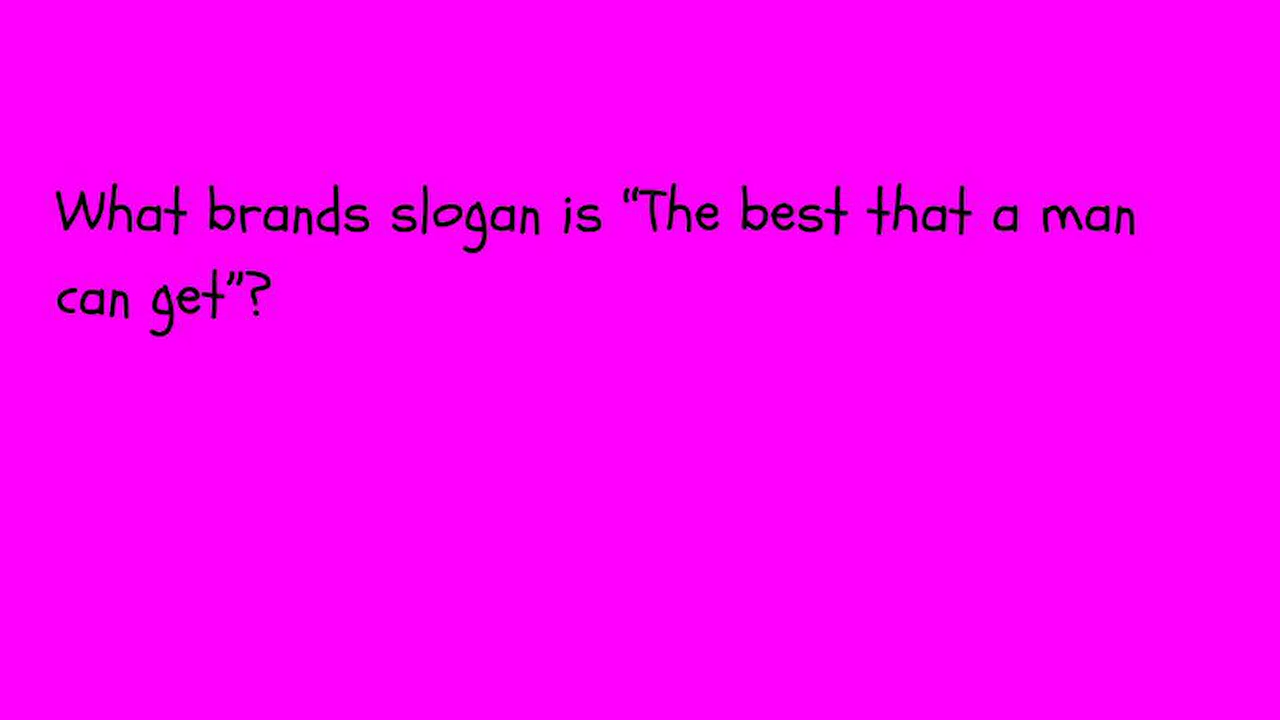 What brands slogan is “The best that a man
can get”?